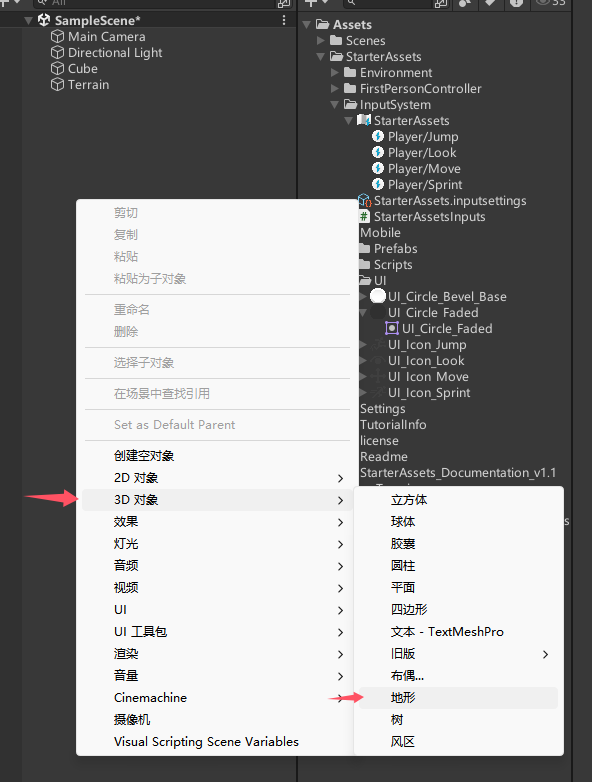 All
33
SampleScene*
Main Camera
Directional Light
Cube
Terrain
Assets
Scenes
StarterAssets
Environment
FirstPersonController
InputSystem
StarterAssets
Player/Jump
Player/Look
Player/Move
Player/Sprint
StarterAssets.inputsettings
StarterAssetsInputs
Mobile
Prefabs
Scripts
UI
UI_Circle_Bevel_Base
UI_Circle_Faded
UI_Circle_Faded
UI_Icon_Jump
UI_Icon_Look
UI_Icon_Move
UI_Icon_Sprint
Settings
TutorialInfo
license
Readme
StarterAssets_Documentation_v1.1
剪切
复制
粘贴
粘贴为子对象
重命名
删除
选择子对象
在场景中查找引用
Set as Default Parent
创建空对象
2D 对象
3D 对象
效果
灯光
音频
视频
UI
UI 工具包
渲染
音量
Cinemachine
摄像机
Visual Scripting Scene Variables
立方体
球体
胶囊
圆柱
平面
四边形
文本 - TextMeshPro
旧版
布偶...
地形
树
风区